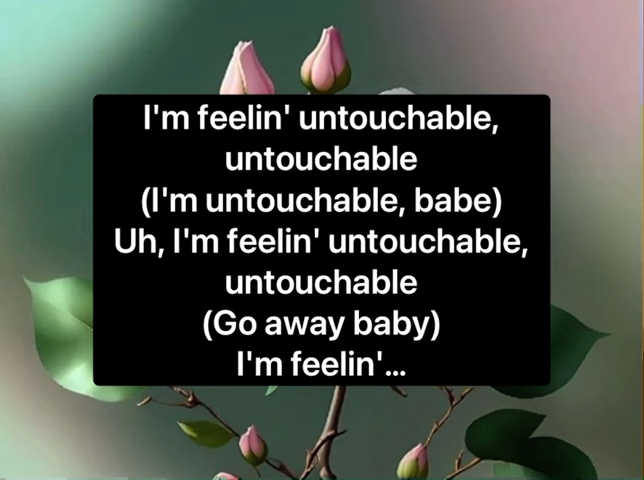 I'm feelin' untouchable,
untouchable
(I'm untouchable, babe)
Uh, I'm feelin' untouchable,
untouchable
(Go away baby)
I'm feelin'...